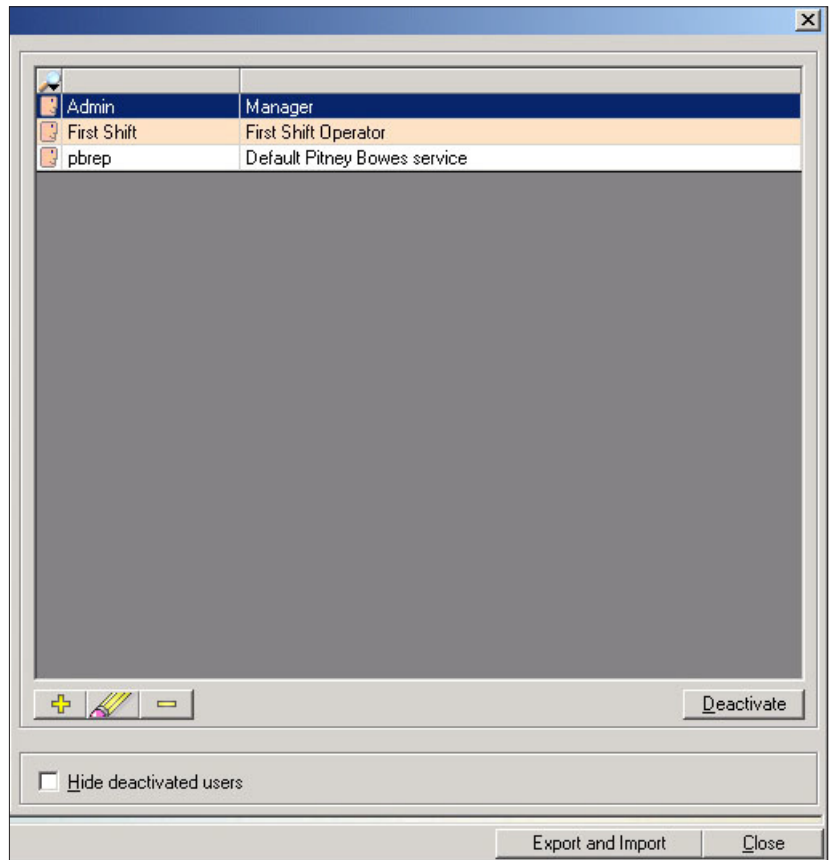 Admin Manager
First Shift First Shift Operator
pbrep Default Pitney Bowes service
Deactivate
Hide deactivated users
Export and Import Close